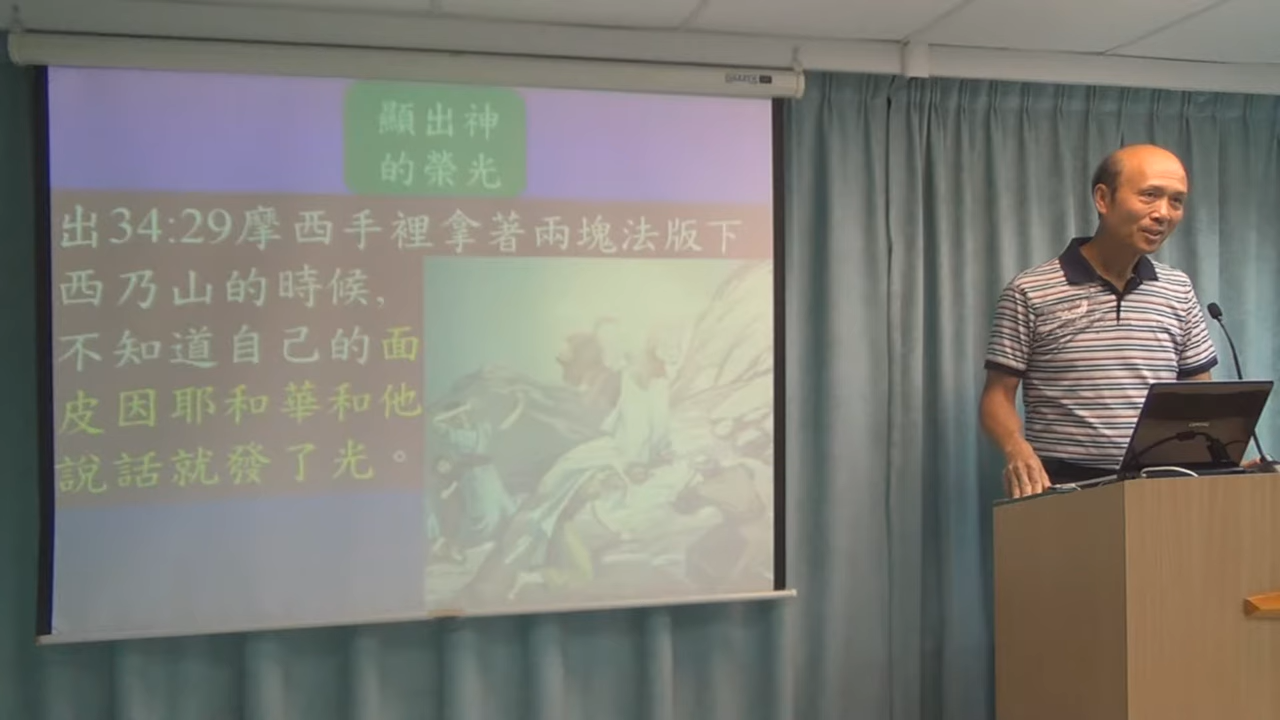 顯出神
的榮光
出34:29摩西手裡拿著兩塊法版下
西乃山的時候,
不知道自己的面
皮因耶和華和他
說話就發了光。